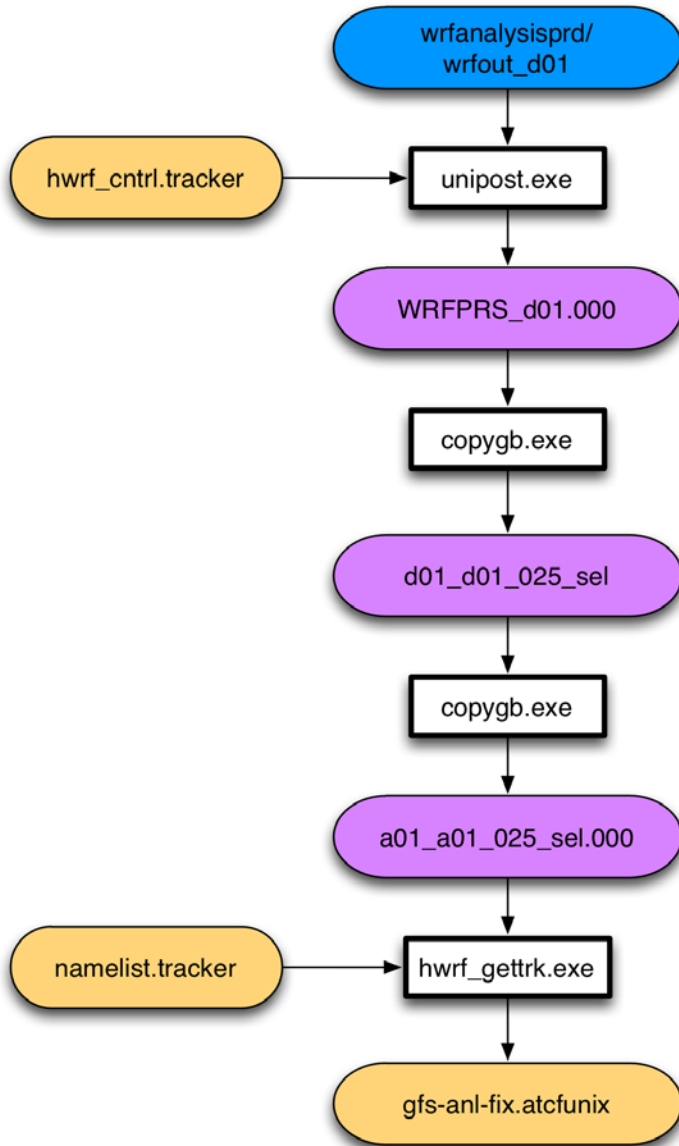 wrfanalysisprd/
wrfout_d01
hwrf_cntrl.tracker
unipost.exe
WRFPRS_d01.000
copygb.exe
d01_d01_025_sel
copygb.exe
a01_a01_025_sel.000
namelist.tracker
hwrf_gettrk.exe
gfs-anl-fix.atcfunix